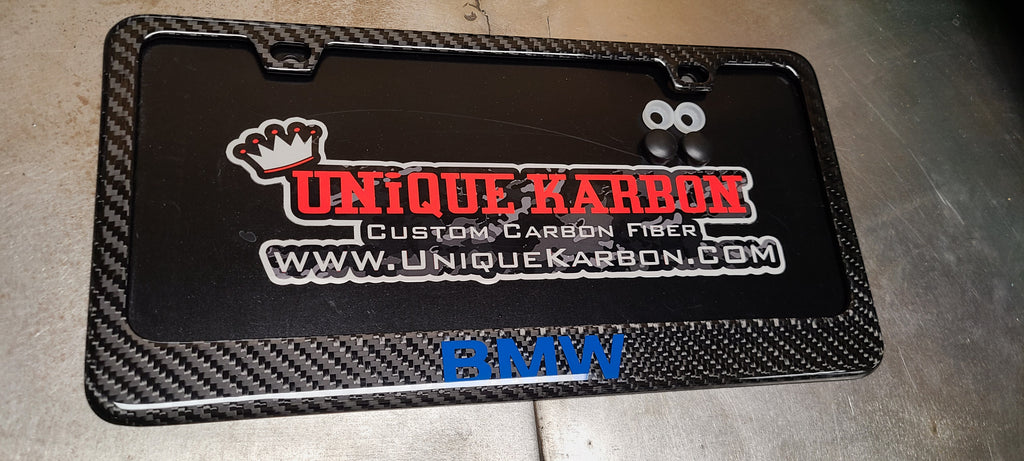 UNiQUE KARBON
CUSTOM CARBON FIBER
WWW.UNIQUEKARBON.COM
BMW